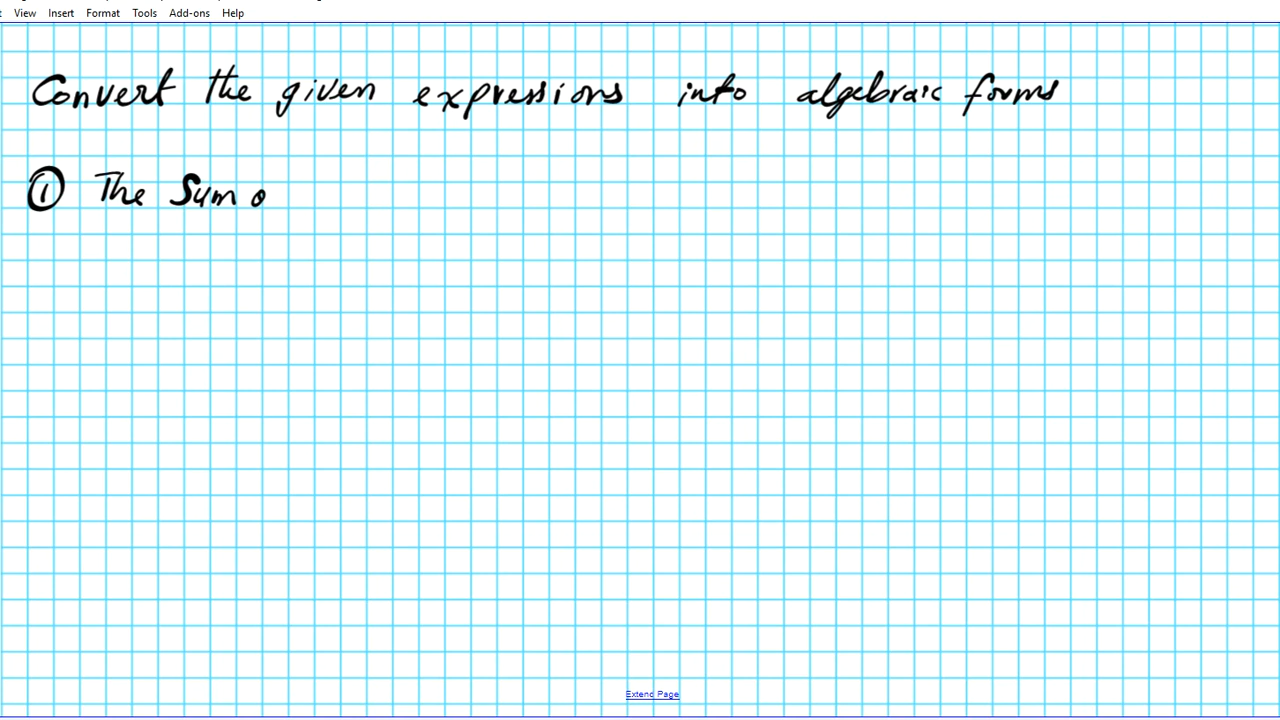 View Insert Format Tools Add-ons Help
Convert the given expressions into algebraic forms
① The Sum o
Extend Page